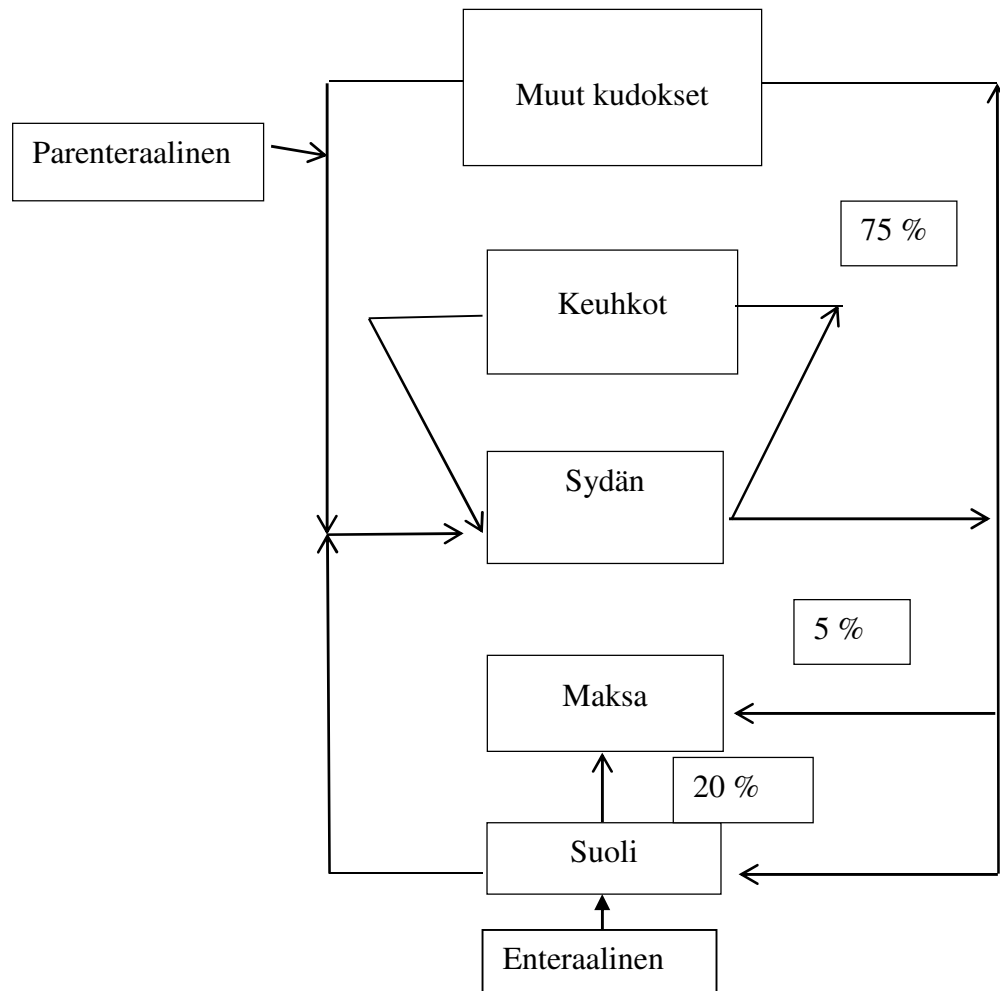 Muut kudokset
Parenteraalinen
75 %
Keuhkot
Sydän
5 %
Maksa
20 %
Suoli
Enteraalinen